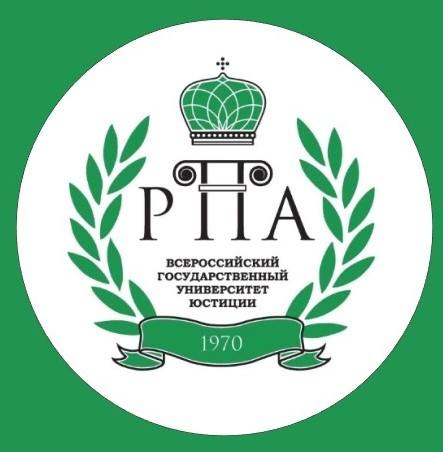 РПА
ВСЕРОССИЙСКИЙ
ГОСУДАРСТВЕННЫЙ
УНИВЕРСИТЕТ
ЮСТИЦИИ
1970